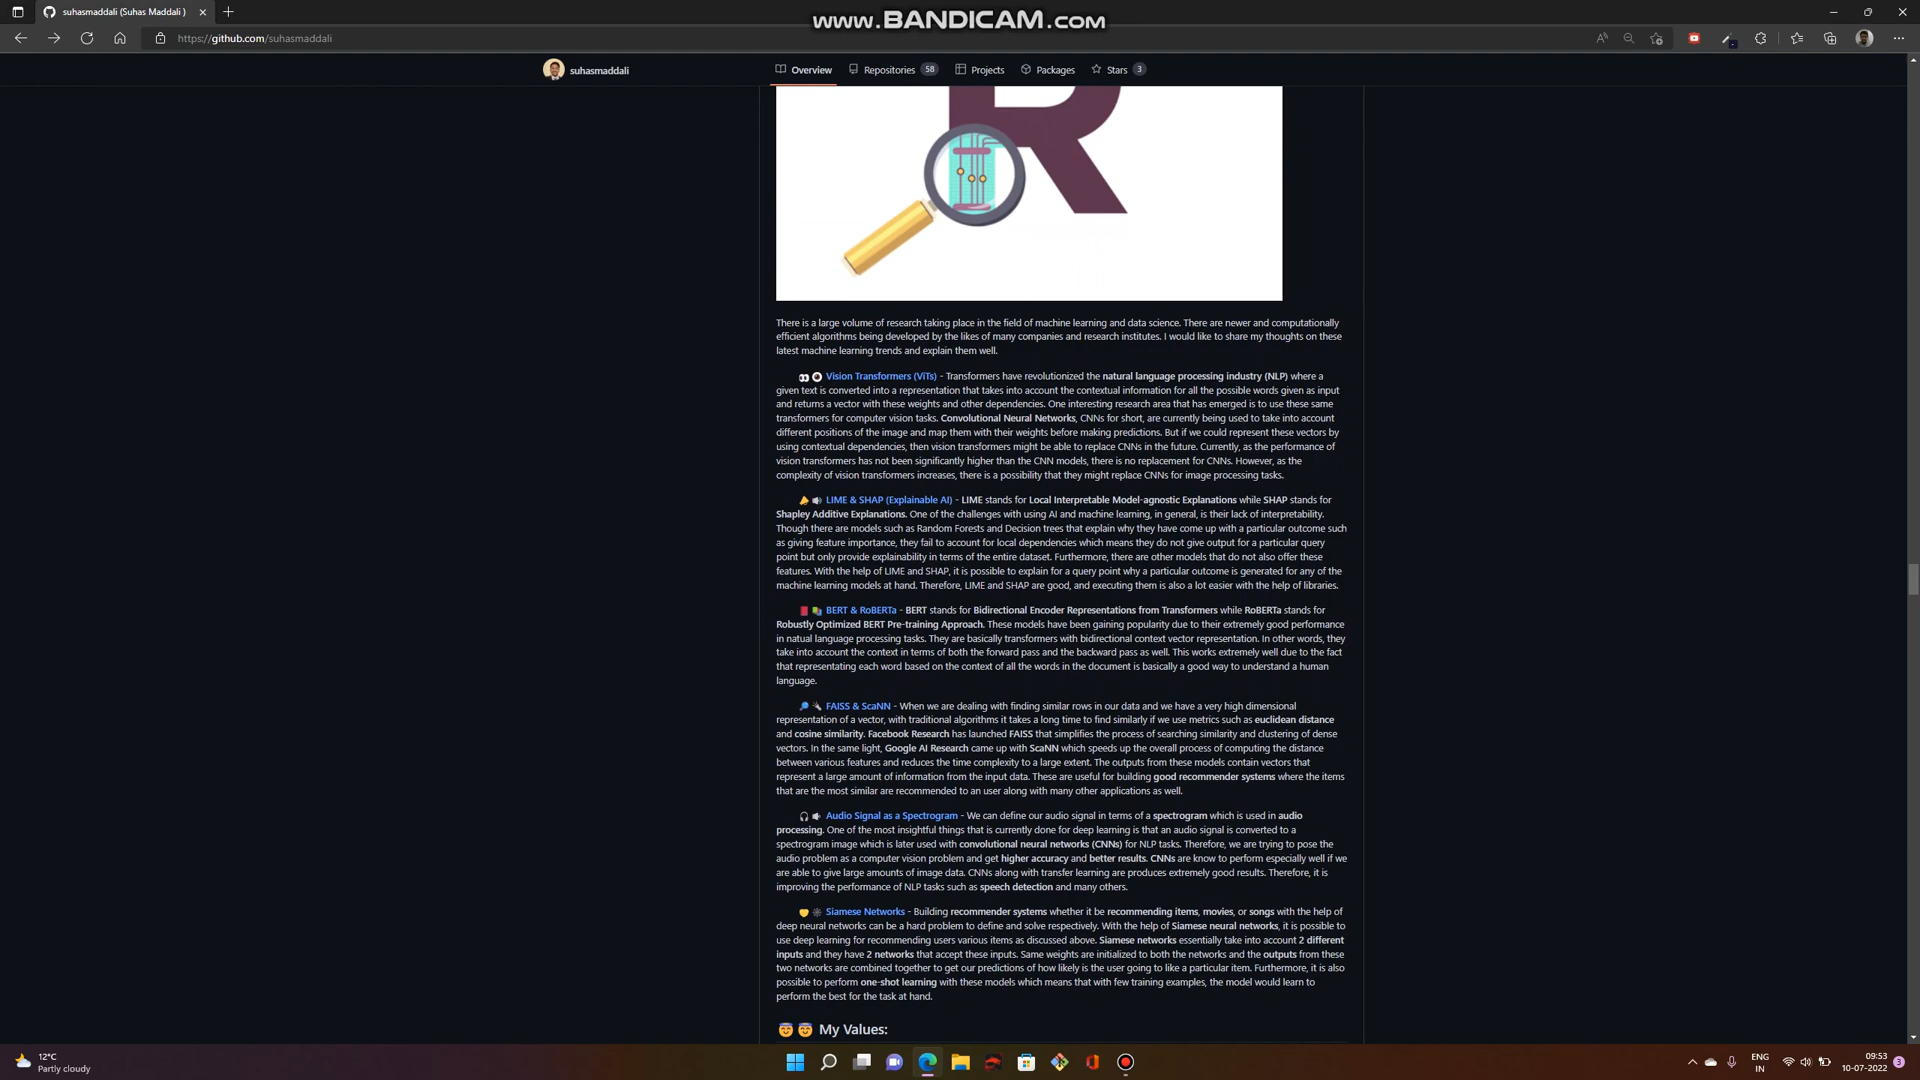 suhasmaddali (Suhas Maddali )
www.BANDICAM.com
https://github.com/suhasmaddali
suhasmaddali
Overview
Repositories 58
Projects
Packages
Stars 3
There is a large volume of research taking place in the field of machine learning and data science. There are newer and computationally
efficient algorithms being developed by the likes of many companies and research institutes. I would like to share my thoughts on these
latest machine learning trends and explain them well.
Vision Transformers (ViTs) - Transformers have revolutionized the natural language processing industry (NLP) where a
given text is converted into a representation that takes into account the contextual information for all the possible words given as input
and returns a vector with these weights and other dependencies. One interesting research area that has emerged is to use these same
transformers for computer vision tasks. Convolutional Neural Networks, CNNs for short, are currently being used to take into account
different positions of the image and map them with their weights before making predictions. But if we could represent these vectors by
using contextual dependencies, then vision transformers might be able to replace CNNs in the future. Currently, as the performance of
vision transformers has not been significantly higher than the CNN models, there is no replacement for CNNs. However, as the
complexity of vision transformers increases, there is a possibility that they might replace CNNs for image processing tasks.
LIME & SHAP (Explainable AI) - LIME stands for Local Interpretable Model-agnostic Explanations while SHAP stands for
Shapley Additive Explanations. One of the challenges with using AI and machine learning, in general, is their lack of interpretability.
Though there are models such as Random Forests and Decision trees that explain why they have come up with a particular outcome such
as giving feature importance, they fail to account for local dependencies which means they do not give output for a particular query
point but only provide explainability in terms of the entire dataset. Furthermore, there are other models that do not also offer these
features. With the help of LIME and SHAP, it is possible to explain for a query point why a particular outcome is generated for any of the
machine learning models at hand. Therefore, LIME and SHAP are good, and executing them is also a lot easier with the help of libraries.
BERT & RoBERTa - BERT stands for Bidirectional Encoder Representations from Transformers while RoBERTa stands for
Robustly Optimized BERT Pre-training Approach. These models have been gaining popularity due to their extremely good performance
in natual language processing tasks. They are basically transformers with bidirectional context vector representation. In other words, they
take into account the context in terms of both the forward pass and the backward pass as well. This works extremely well due to the fact
that representing each word based on the context of all the words in the document is basically a good way to understand a human
language.
FAISS & ScaNN - When we are dealing with finding similar rows in our data and we have a very high dimensional
representation of a vector, with traditional algorithms it takes a long time to find similarly if we use metrics such as euclidean distance
and cosine similarity. Facebook Research has launched FAISS that simplifies the process of searching similarity and clustering of dense
vectors. In the same light, Google AI Research came up with ScaNN which speeds up the overall process of computing the distance
between various features and reduces the time complexity to a large extent. The outputs from these models contain vectors that
represent a large amount of information from the input data. These are useful for building good recommender systems where the items
that are the most similar are recommended to an user along with many other applications as well.
Audio Signal as a Spectrogram - We can define our audio signal in terms of a spectrogram which is used in audio
processing. One of the most insightful things that is currently done for deep learning is that an audio signal is converted to a
spectrogram image which is later used with convolutional neural networks (CNNs) for NLP tasks. Therefore, we are trying to pose the
audio problem as a computer vision problem and get higher accuracy and better results. CNNs are know to perform especially well if we
are able to give large amounts of image data. CNNs along with transfer learning are produces extremely good results. Therefore, it is
improving the performance of NLP tasks such as speech detection and many others.
Siamese Networks - Building recommender systems whether it be recommending items, movies, or songs with the help of
deep neural networks can be a hard problem to define and solve respectively. With the help of Siamese neural networks, it is possible to
use deep learning for recommending users various items as discussed above. Siamese networks essentially take into account 2 different
inputs and they have 2 networks that accept these inputs. Same weights are initialized to both the networks and the outputs from these
two networks are combined together to get our predictions of how likely is the user going to like a particular item. Furthermore, it is also
possible to perform one-shot learning with these models which means that with few training examples, the model would learn to
perform the best for the task at hand.
My Values:
12°C
Partly cloudy
ENG
IN
09:53
10-07-2022
3